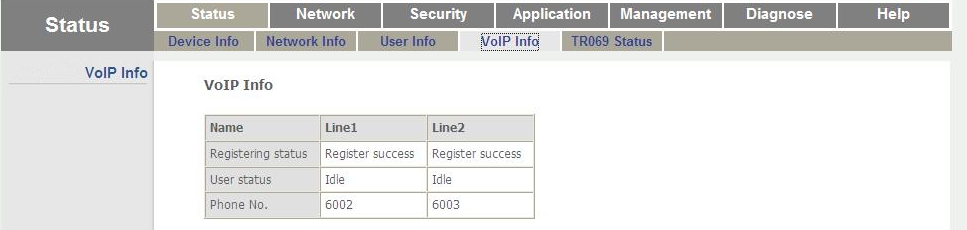 Status
Status Network Security Application Management Diagnose Help
Device Info Network Info User Info VoIP Info TR069 Status
VoIP Info
VoIP Info
Name Line1 Line2
Registering status Register success Register success
User status Idle Idle
Phone No. 6002 6003